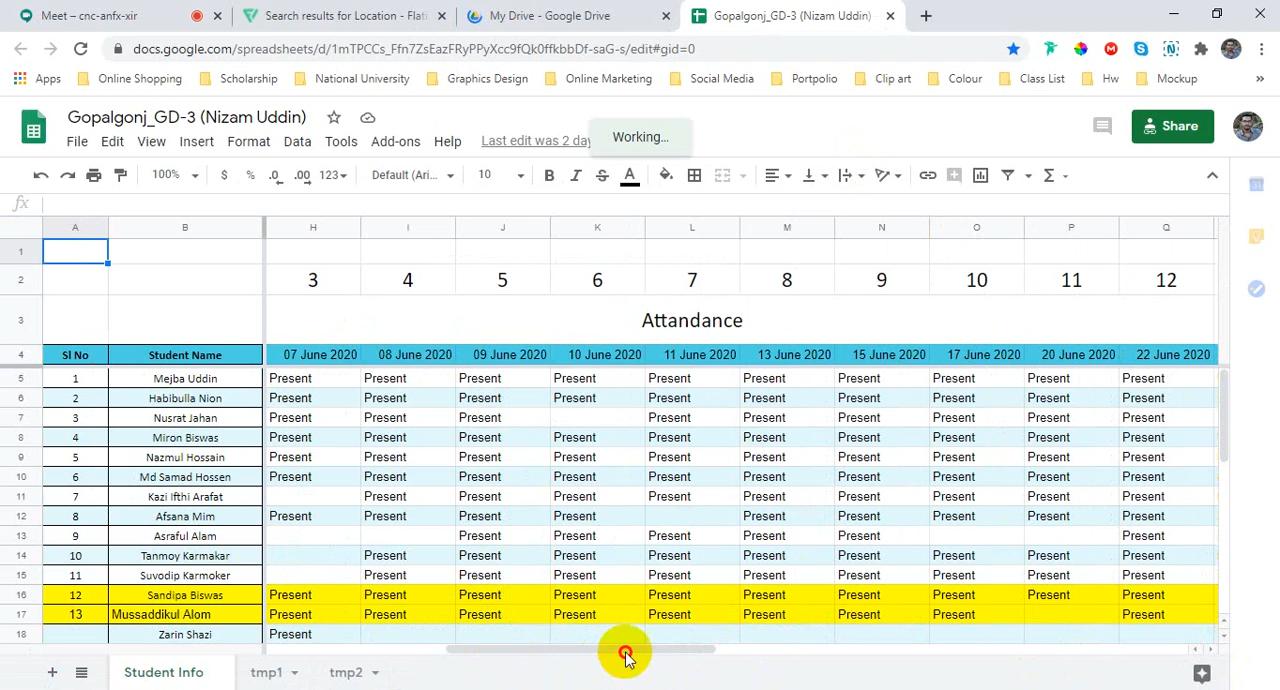 Meet – cnc-anfx-xir
Search results for Location - Flati
My Drive - Google Drive
Gopalgonj_GD-3 (Nizam Uddin)
docs.google.com/spreadsheets/d/1mTPCCs_Ffn7ZsEazFRyPPyXcc9fQk0ffkbbDf-saG-s/edit#gid=0
Apps Online Shopping Scholarship National University Graphics Design Online Marketing Social Media Portpolio Clip art Colour Class List Hw Mockup »
Gopalgonj_GD-3 (Nizam Uddin)
Share
File Edit View Insert Format Data Tools Add-ons Help Last edit was 2 day
Working...
100% $ % .0 .00 123 Default (Ari... 10 B I S A
fx
A B H I J K L M N O P Q
1
2 3 4 5 6 7 8 9 10 11 12
3 Attandance
4 Sl No Student Name 07 June 2020 08 June 2020 09 June 2020 10 June 2020 11 June 2020 13 June 2020 15 June 2020 17 June 2020 20 June 2020 22 June 2020
5 1 Mejba Uddin Present Present Present Present Present Present Present Present Present Present
6 2 Habibulla Nion Present Present Present Present Present Present Present Present Present Present
7 3 Nusrat Jahan Present Present Present Present Present Present Present Present Present
8 4 Miron Biswas Present Present Present Present Present Present Present Present Present Present
9 5 Nazmul Hossain Present Present Present Present Present Present Present Present Present Present
10 6 Md Samad Hossen Present Present Present Present Present Present Present Present Present Present
11 7 Kazi Ifthi Arafat Present Present Present Present Present Present Present Present Present
12 8 Afsana Mim Present Present Present Present Present Present Present Present Present
13 9 Asraful Alam Present Present Present Present Present Present
14 10 Tanmoy Karmakar Present Present Present Present Present Present Present Present Present
15 11 Suvodip Karmoker Present Present Present Present Present Present Present Present Present
16 12 Sandipa Biswas Present Present Present Present Present Present Present Present Present Present
17 13 Mussaddikul Alom Present Present Present Present Present Present Present Present Present
18 Zarin Shazi Present
Student Info tmp1 tmp2